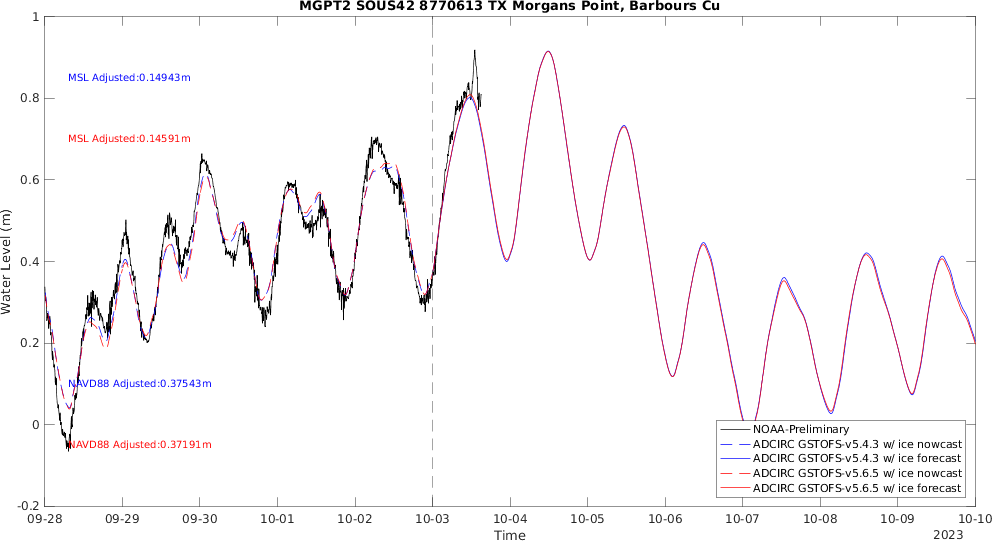 MGPT2 SOUS42 8770613 TX Morgans Point, Barbours Cu
1
0.8
0.6
0.4
0.2
0
-0.2
Water Level (m)
MSL Adjusted:0.14943m
MSL Adjusted:0.14591m
NAVD88 Adjusted:0.37543m
NAVD88 Adjusted:0.37191m
NOAA-Preliminary
ADCIRC GSTOFS-v5.4.3 w/ ice nowcast
ADCIRC GSTOFS-v5.4.3 w/ ice forecast
ADCIRC GSTOFS-v5.6.5 w/ ice nowcast
ADCIRC GSTOFS-v5.6.5 w/ ice forecast
09-28 09-29 09-30 10-01 10-02 10-03 10-04 10-05 10-06 10-07 10-08 10-09 10-10
Time
2023